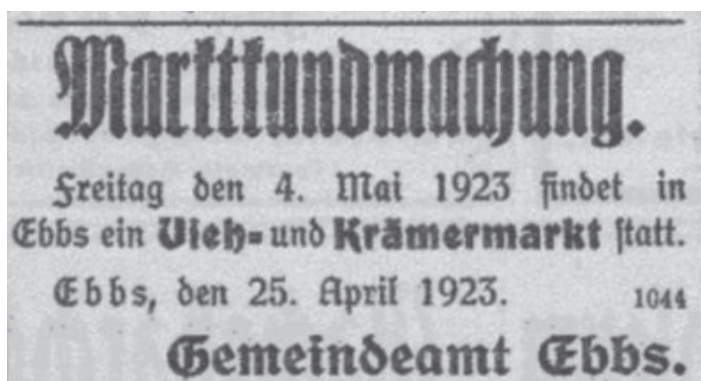 Marktkundmachung.
Freitag den 4. Mai 1923 findet in
Ebbs ein Vieh- und Krämermarkt statt.
Ebbs, den 25. April 1923. 1044
Gemeindeamt Ebbs.